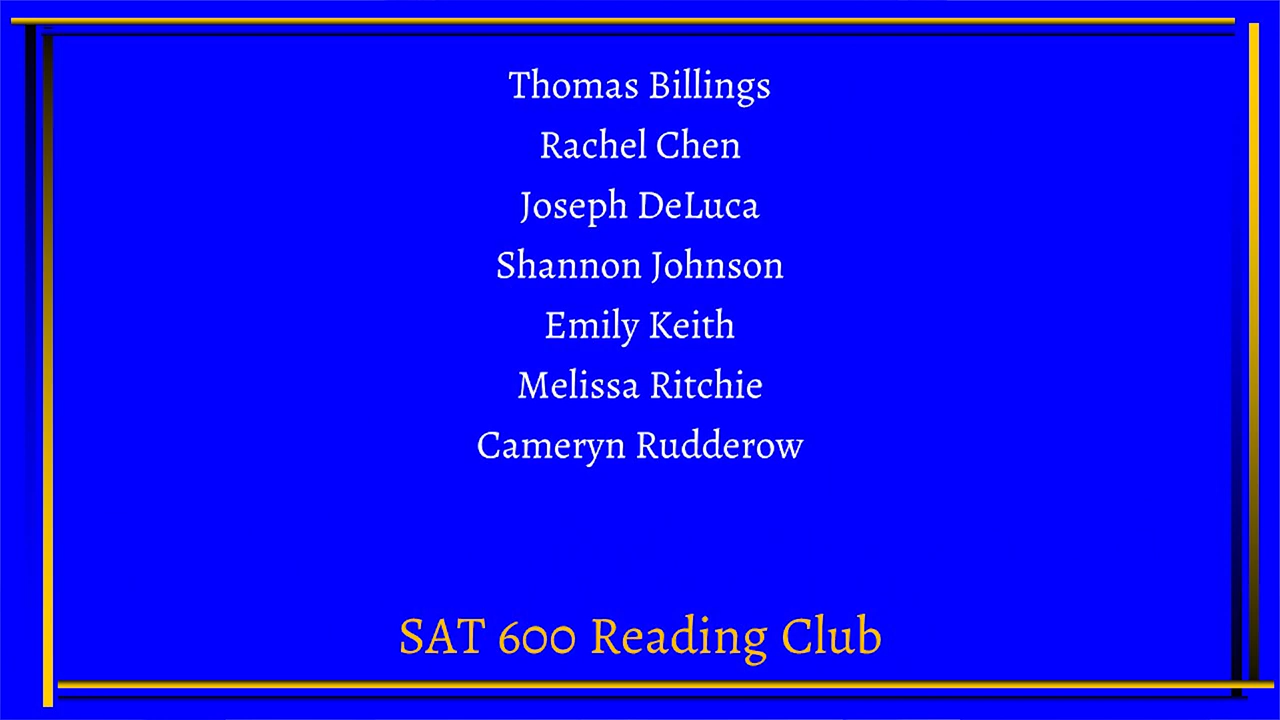 Thomas Billings
Rachel Chen
Joseph DeLuca
Shannon Johnson
Emily Keith
Melissa Ritchie
Cameryn Rudderow
SAT 600 Reading Club